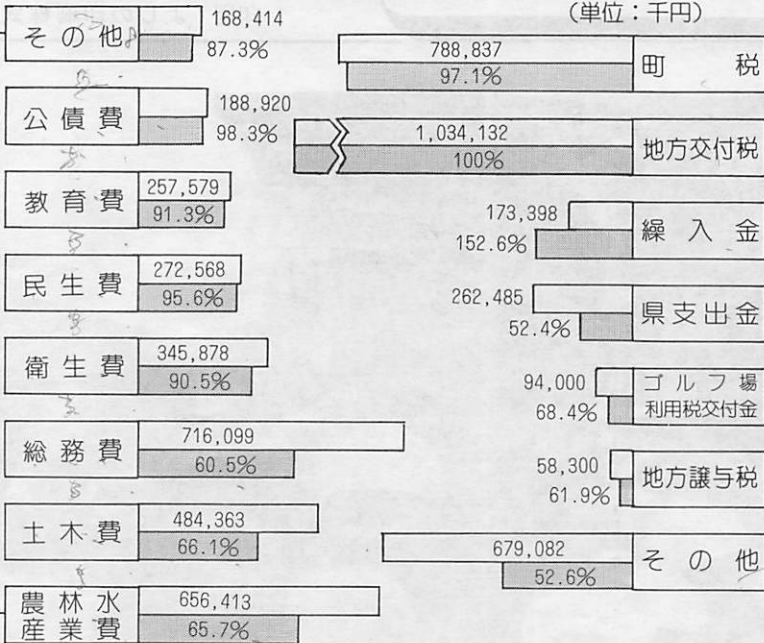 (単位：千円)
その他
168,414
87.3%
公債費
188,920
98.3%
教育費
257,579
91.3%
民生費
272,568
95.6%
衛生費
345,878
90.5%
総務費
716,099
60.5%
土木費
484,363
66.1%
農林水
産業費
656,413
65.7%
788,837
97.1%
町税
1,034,132
100%
地方交付税
173,398
152.6%
繰入金
262,485
52.4%
県支出金
94,000
68.4%
ゴルフ場
利用税交付金
58,300
61.9%
地方譲与税
679,082
52.6%
その他